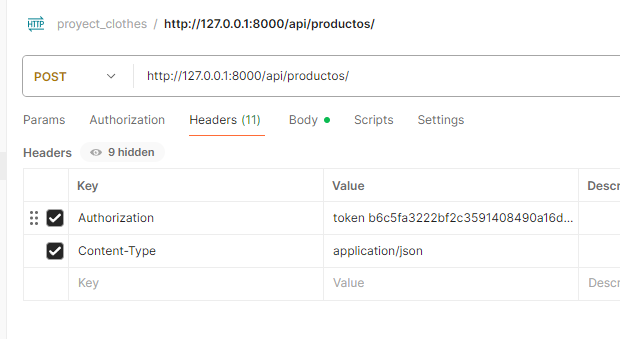 HTTP proyect_clothes / http://127.0.0.1:8000/api/productos/
POST http://127.0.0.1:8000/api/productos/
Params Authorization Headers (11) Body Scripts Settings
Headers 9 hidden
Key Value Descr
Authorization token b6c5fa3222bf2c3591408490a16d...
Content-Type application/json
Key Value Descr